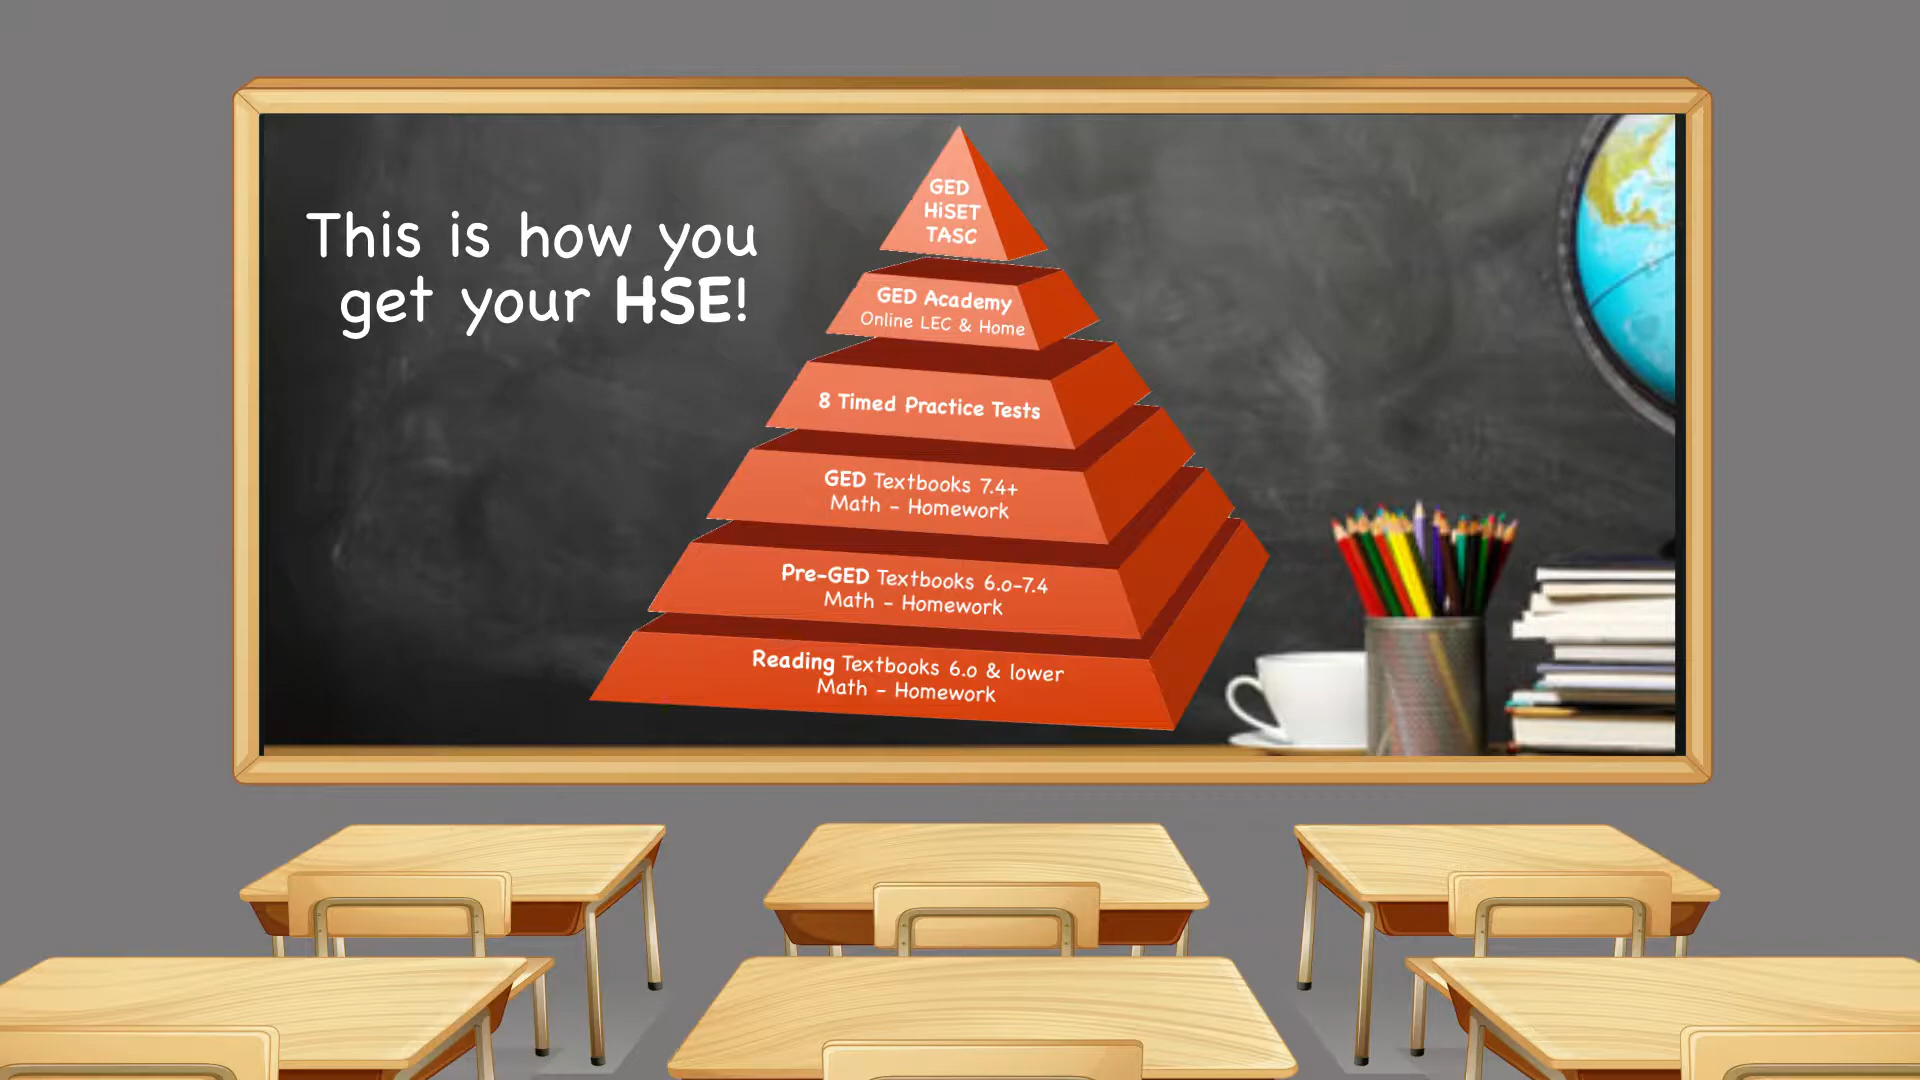 This is how you
get your HSE!
GED
HiSET
TASC
GED Academy
Online LEC & Home
8 Timed Practice Tests
GED Textbooks 7.4+
Math - Homework
Pre-GED Textbooks 6.0-7.4
Math - Homework
Reading Textbooks 6.0 & lower
Math - Homework